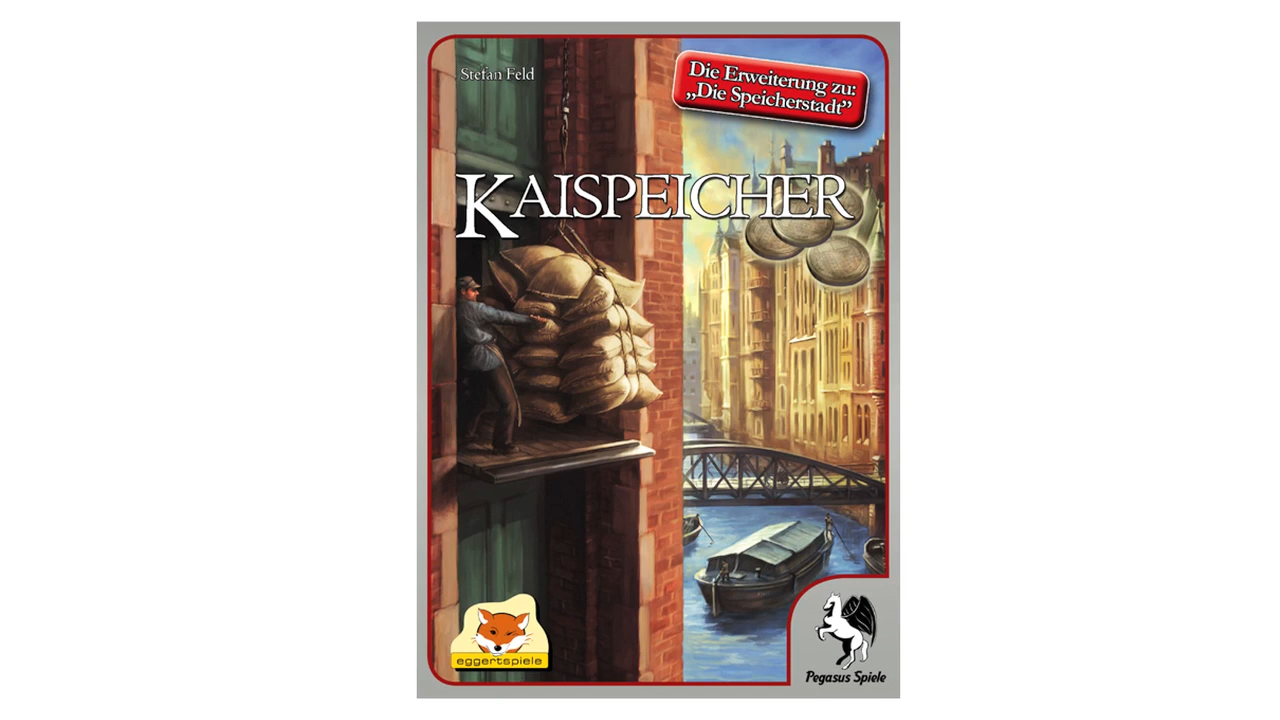 Stefan Feld
Die Erweiterung zu:
„Die Speicherstadt”
KAISPEICHER
eggertspiele
Pegasus Spiele